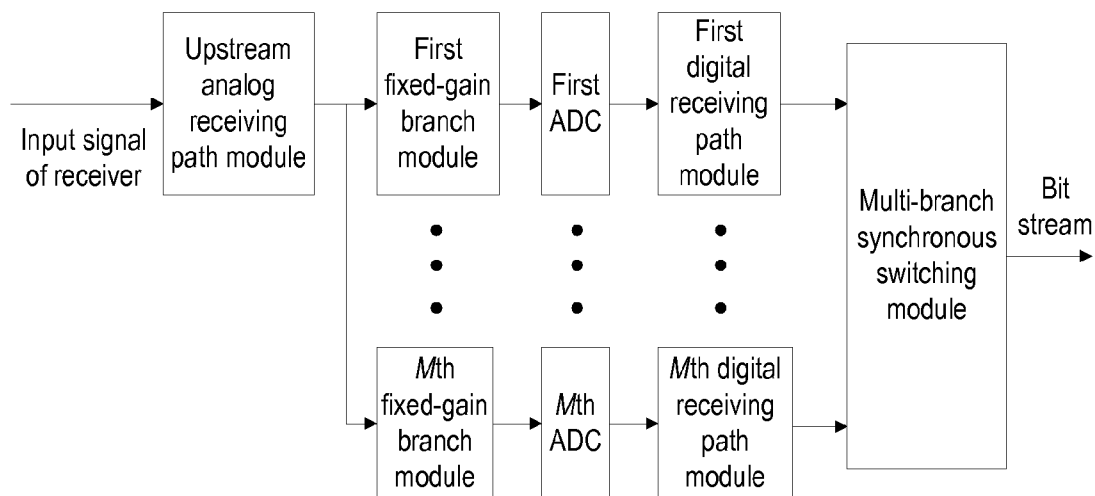 Input signal
of receiver
Upstream
analog
receiving
path module
First
fixed-gain
branch
module
First
ADC
First
digital
receiving
path
module
Mth
fixed-gain
branch
module
Mth
ADC
Mth digital
receiving
path
module
Multi-branch
synchronous
switching
module
Bit
stream